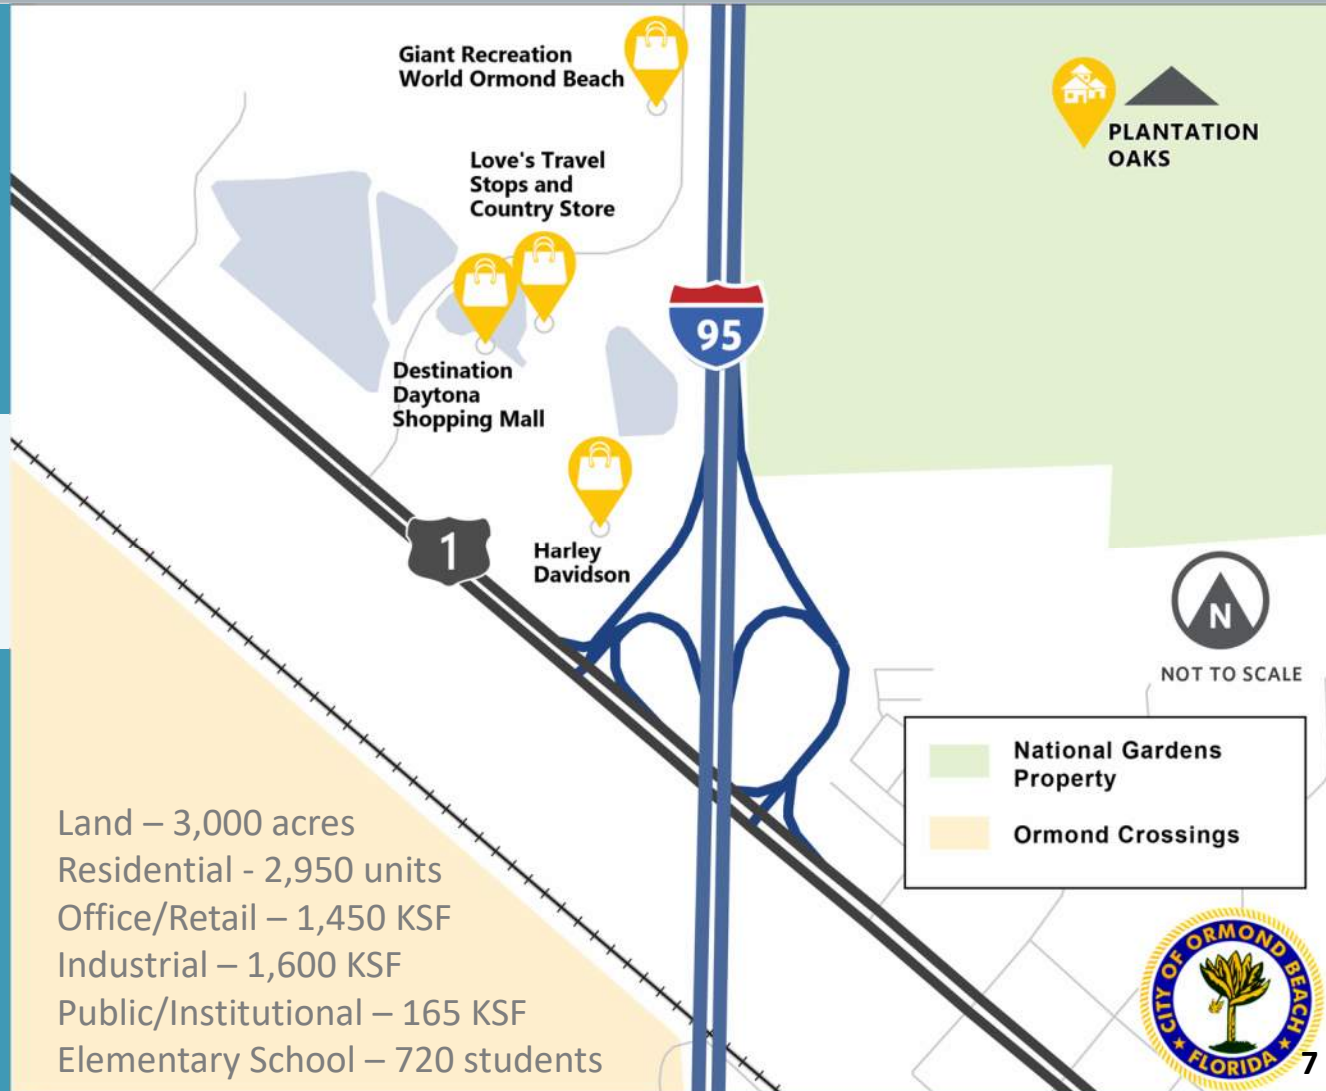 Giant Recreation
World Ormond Beach
PLANTATION
OAKS
Love's Travel
Stops and
Country Store
95
Destination
Daytona
Shopping Mall
1
Harley
Davidson
N
NOT TO SCALE
National Gardens
Property
Ormond Crossings
Land – 3,000 acres
Residential - 2,950 units
Office/Retail – 1,450 KSF
Industrial – 1,600 KSF
Public/Institutional – 165 KSF
Elementary School – 720 students
CITY OF ORMOND BEACH
FLORIDA
7